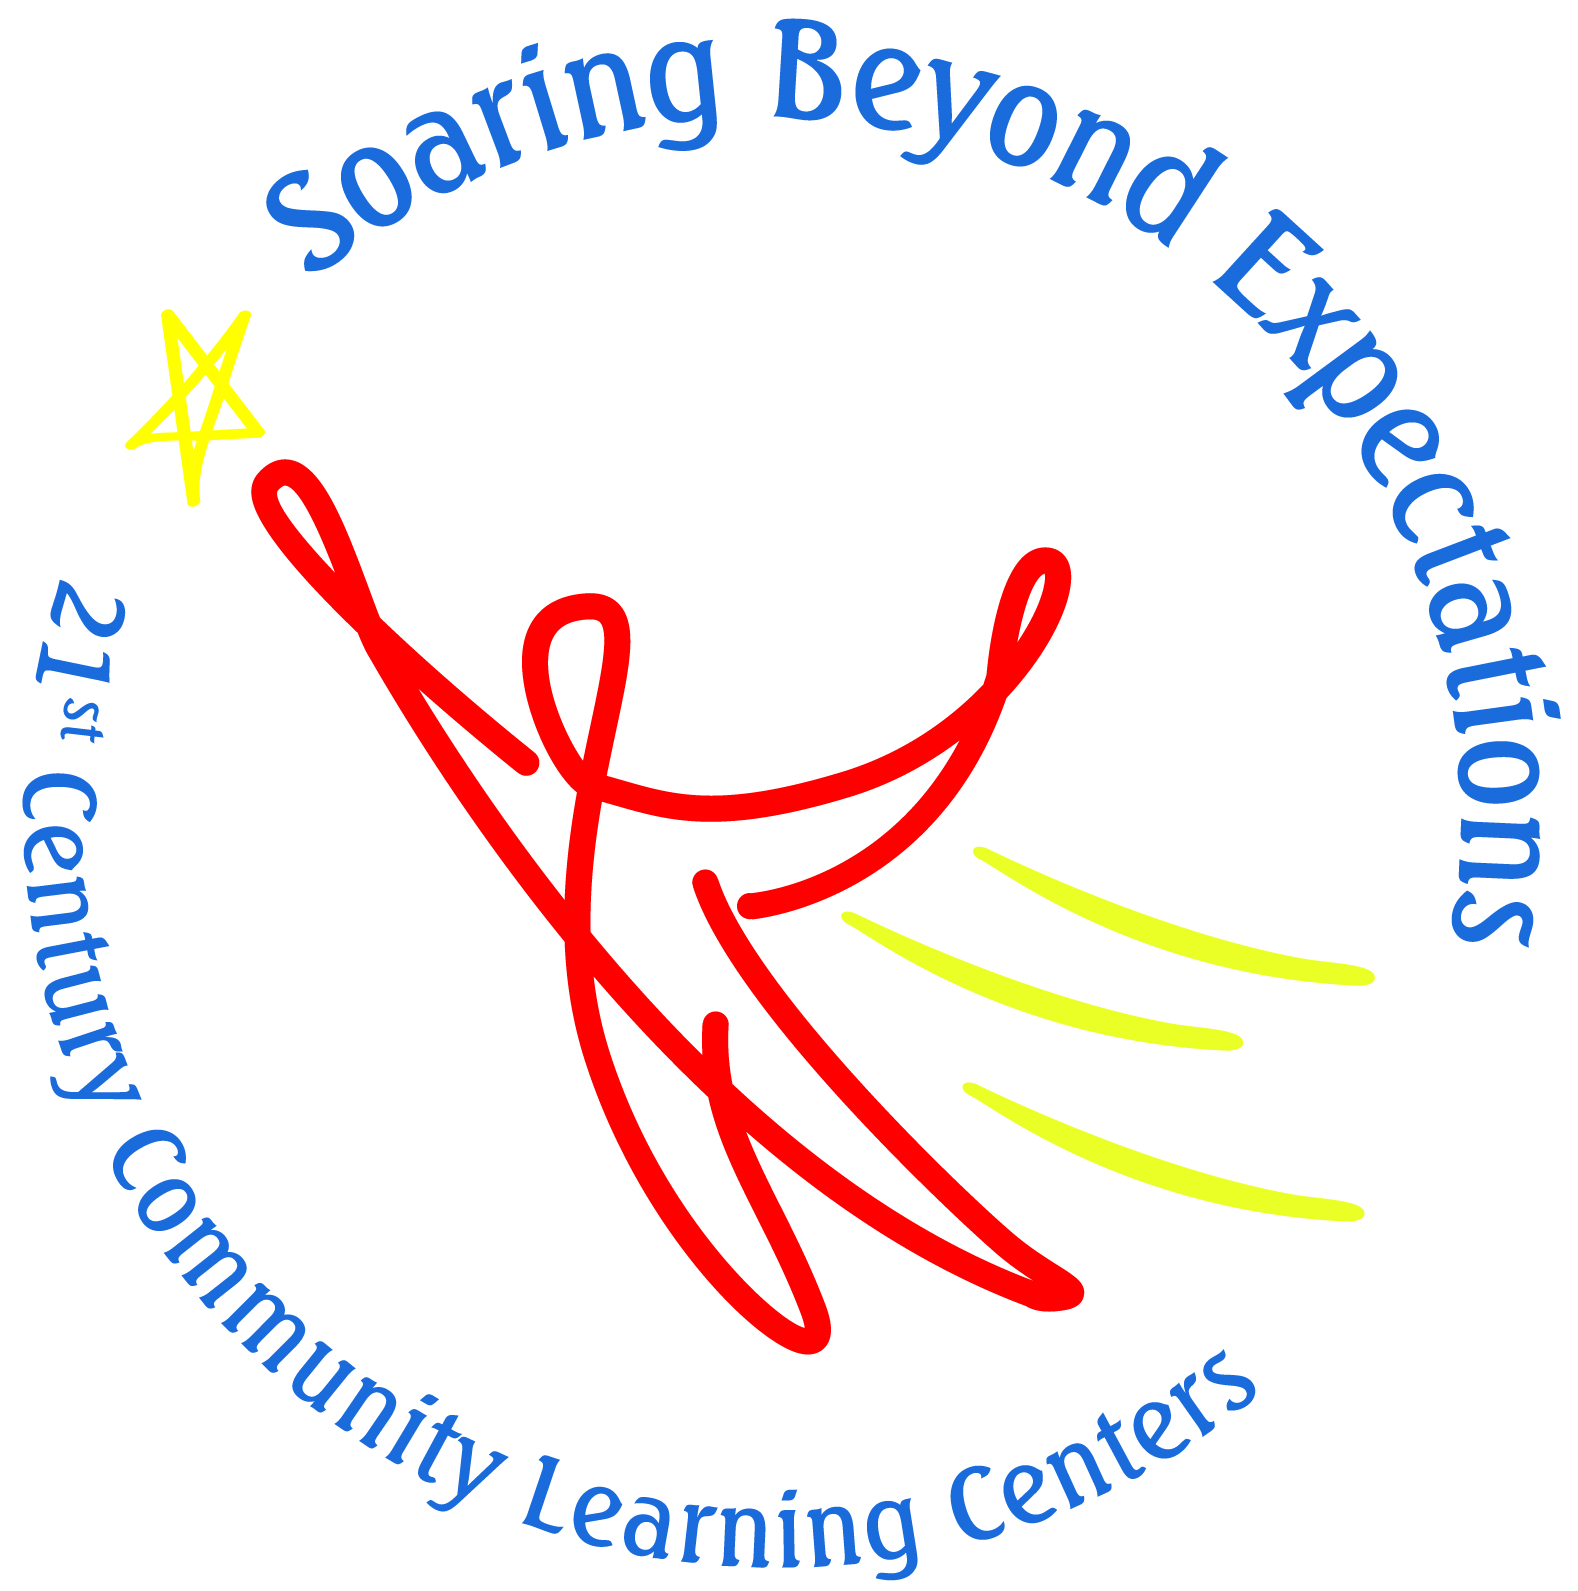 Soaring Beyond Expectations
21st Century Community Learning Centers